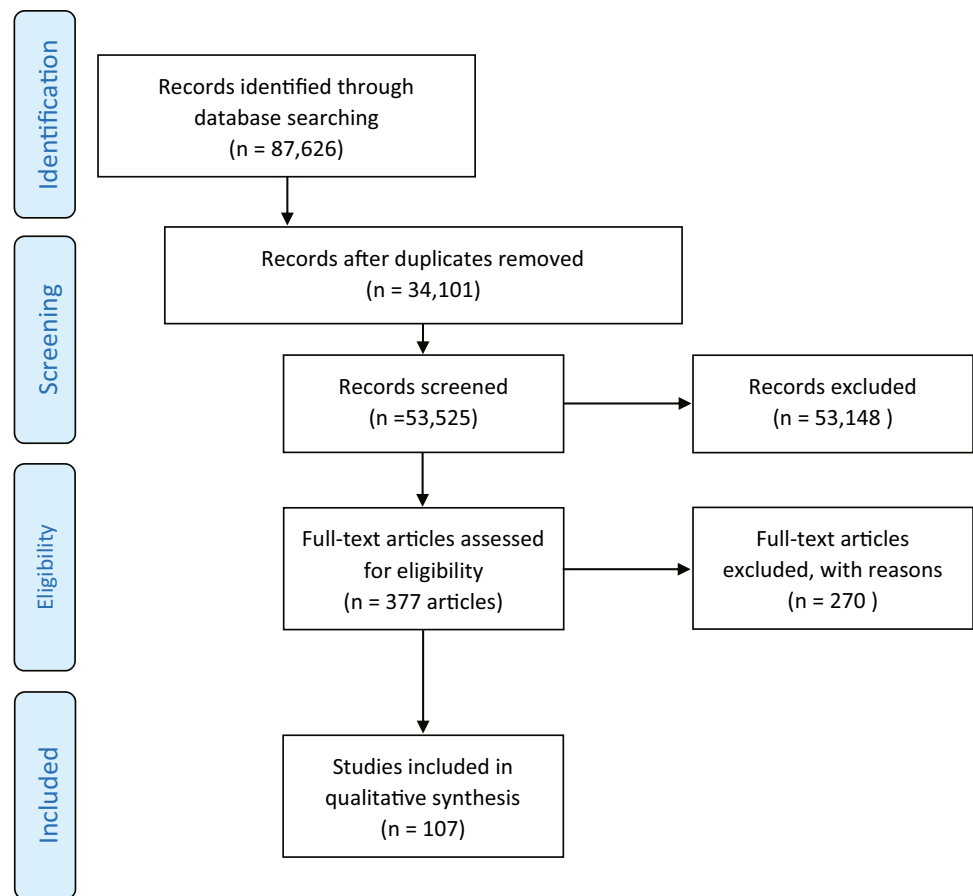 Identification
Records identified through
database searching
(n = 87,626)
Screening
Records after duplicates removed
(n = 34,101)
Records screened
(n =53,525)
Records excluded
(n = 53,148 )
Eligibility
Full-text articles assessed
for eligibility
(n = 377 articles)
Full-text articles
excluded, with reasons
(n = 270 )
Included
Studies included in
qualitative synthesis
(n = 107)